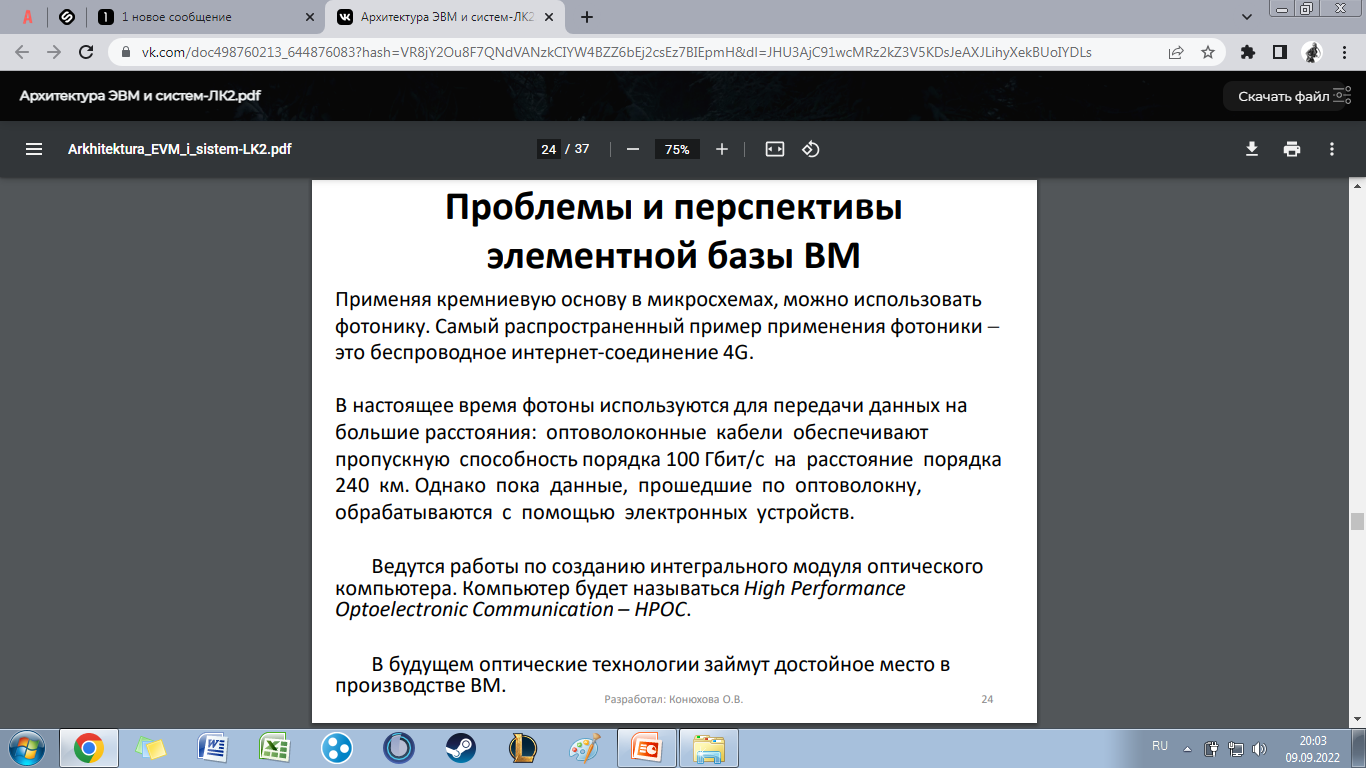 1 новое сообщение
Архитектура ЭВМ и систем-ЛК2
vk.com/doc498760213_644876083?hash=VR8jY2Ou8F7QNdVANzkCIYW4BZZ6bEj2csEz7BIEpmH&dl=JHU3AjC91wcMRz2kZ3V5KDsJeAXJLihyXekBUoIYDLs
Архитектура ЭВМ и систем-ЛК2.pdf
Скачать файл
Arkhitektura_EVM_i_sistem-LK2.pdf
24 / 37
75%
Проблемы и перспективы
элементной базы ВМ
Применяя кремниевую основу в микросхемах, можно использовать
фотонику. Самый распространенный пример применения фотоники –
это беспроводное интернет-соединение 4G.
В настоящее время фотоны используются для передачи данных на
большие расстояния: оптоволоконные кабели обеспечивают
пропускную способность порядка 100 Гбит/с на расстояние порядка
240 км. Однако пока данные, прошедшие по оптоволокну,
обрабатываются с помощью электронных устройств.
Ведутся работы по созданию интегрального модуля оптического
компьютера. Компьютер будет называться High Performance
Optoelectronic Communication – HPOC.
В будущем оптические технологии займут достойное место в
производстве ВМ.
Разработал: Конюхова О.В.
24
RU
20:03
09.09.2022